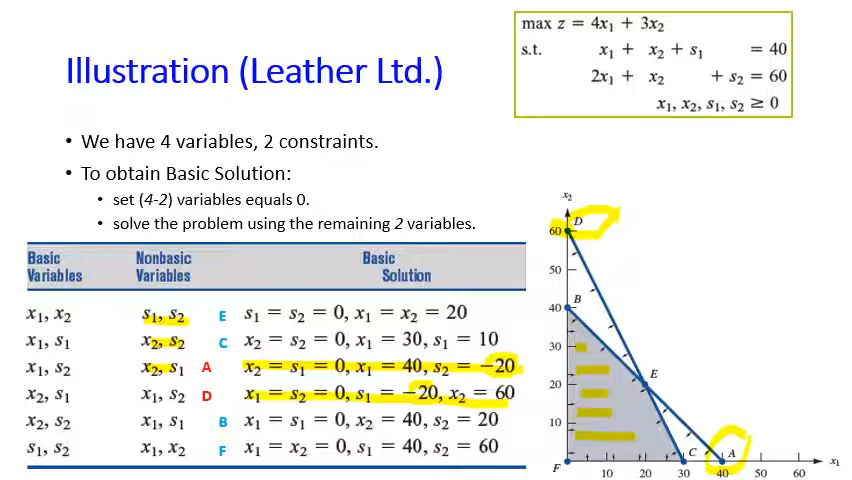 max z = 4x₁ + 3x₂
s.t. x₁ + x₂ + s₁ = 40
2x₁ + x₂ + s₂ = 60
x₁, x₂, s₁, s₂ ≥ 0
Illustration (Leather Ltd.)
• We have 4 variables, 2 constraints.
• To obtain Basic Solution:
• set (4-2) variables equals 0.
• solve the problem using the remaining 2 variables.
Basic Variables Nonbasic Variables Basic Solution
x₁, x₂ s₁, s₂ E s₁ = s₂ = 0, x₁ = x₂ = 20
x₁, s₁ x₂, s₂ C x₂ = s₂ = 0, x₁ = 30, s₁ = 10
x₁, s₂ x₂, s₁ A x₂ = s₁ = 0, x₁ = 40, s₂ = −20
x₂, s₁ x₁, s₂ D x₁ = s₂ = 0, s₁ = −20, x₂ = 60
x₂, s₂ x₁, s₁ B x₁ = s₁ = 0, x₂ = 40, s₂ = 20
s₁, s₂ x₁, x₂ F x₁ = x₂ = 0, s₁ = 40, s₂ = 60
x₂
D
60
50
B
40
30
E
20
10
C A
F x₁
10 20 30 40 50 60